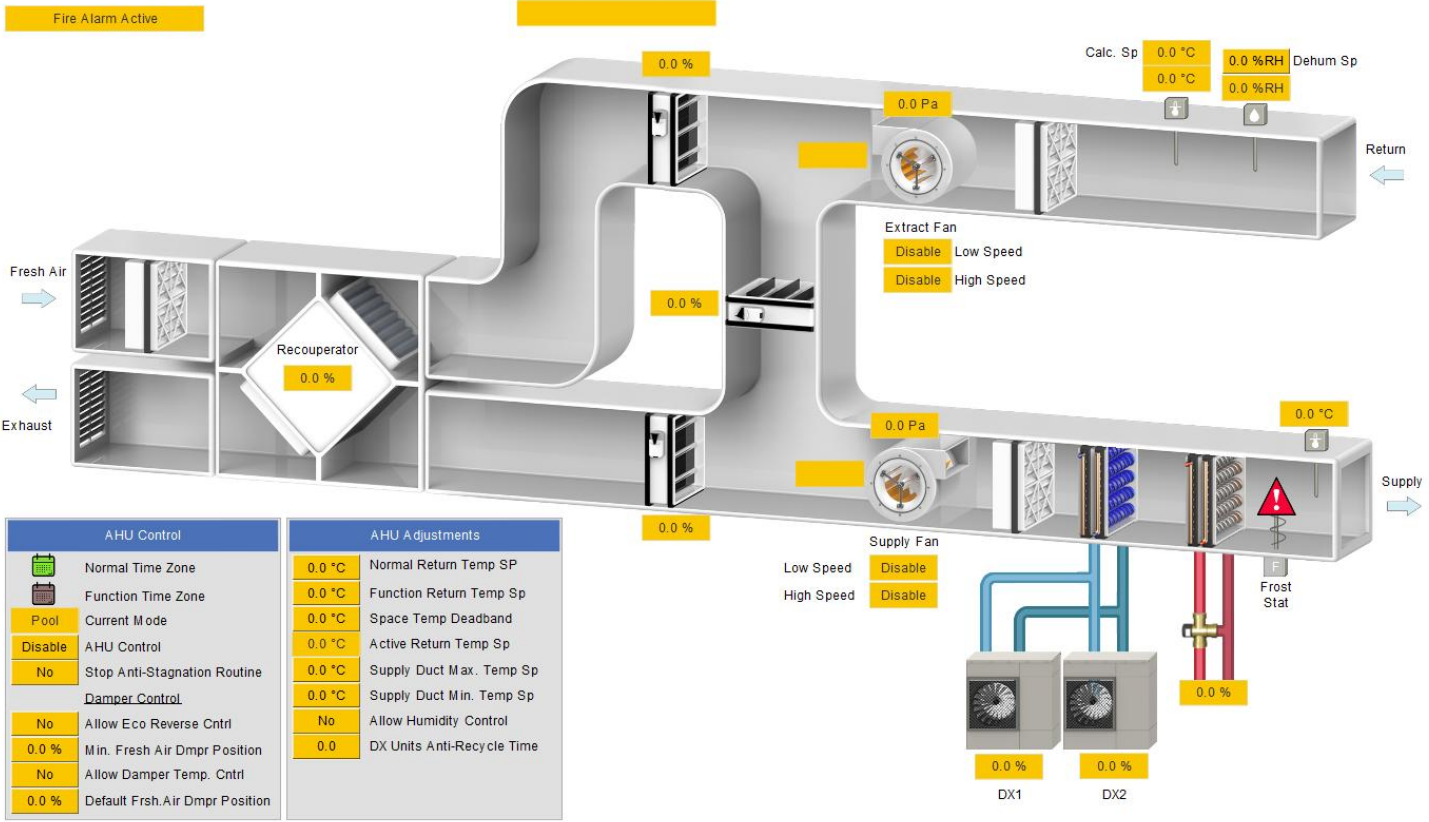 Fire Alarm Active
0.0 %
Calc. Sp 0.0 °C
0.0 °C
0.0 %RH Dehum Sp
0.0 %RH
0.0 Pa
Return
Extract Fan
Disable Low Speed
Disable High Speed
Fresh Air
0.0 %
Recouperator
0.0 %
Exhaust
0.0 Pa
0.0 °C
Supply
0.0 %
Supply Fan
Low Speed Disable
High Speed Disable
F
Frost
Stat
0.0 %
0.0 %
0.0 %
DX1
DX2
AHU Control
Normal Time Zone
Function Time Zone
Pool Current Mode
Disable AHU Control
No Stop Anti-Stagnation Routine
Damper Control
No Allow Eco Reverse Cntrl
0.0 % Min. Fresh Air Dmpr Position
No Allow Damper Temp. Cntrl
0.0 % Default Frsh.Air Dmpr Position
AHU Adjustments
0.0 °C Normal Return Temp SP
0.0 °C Function Return Temp Sp
0.0 °C Space Temp Deadband
0.0 °C Active Return Temp Sp
0.0 °C Supply Duct Max. Temp Sp
0.0 °C Supply Duct Min. Temp Sp
No Allow Humidity Control
0.0 DX Units Anti-Recycle Time